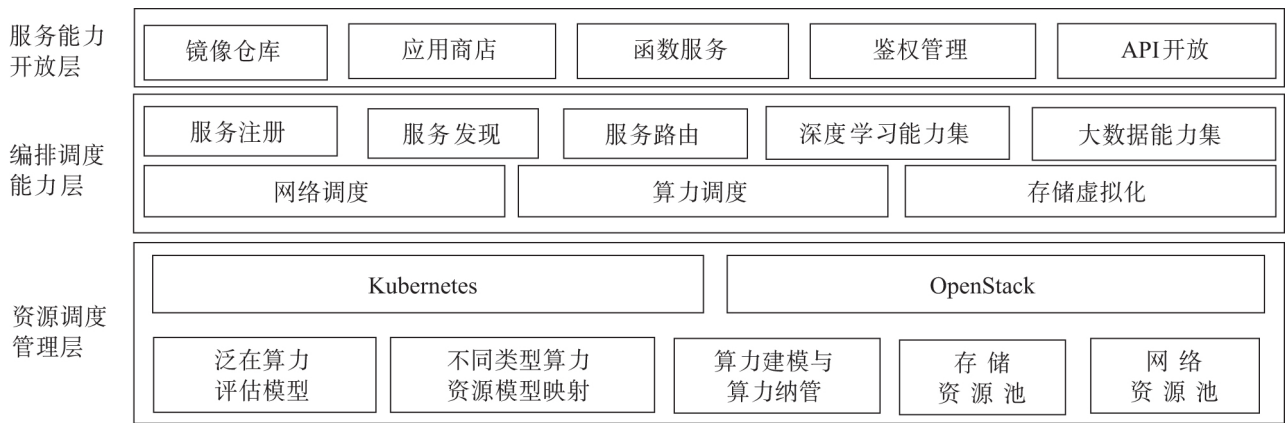 服务能力
开放层
镜像仓库
应用商店
函数服务
鉴权管理
API开放
编排调度
能力层
服务注册
服务发现
服务路由
深度学习能力集
大数据能力集
网络调度
算力调度
存储虚拟化
资源调度
管理层
Kubernetes
OpenStack
泛在算力
评估模型
不同类型算力
资源模型映射
算力建模与
算力纳管
存 储
资 源 池
网 络
资 源 池